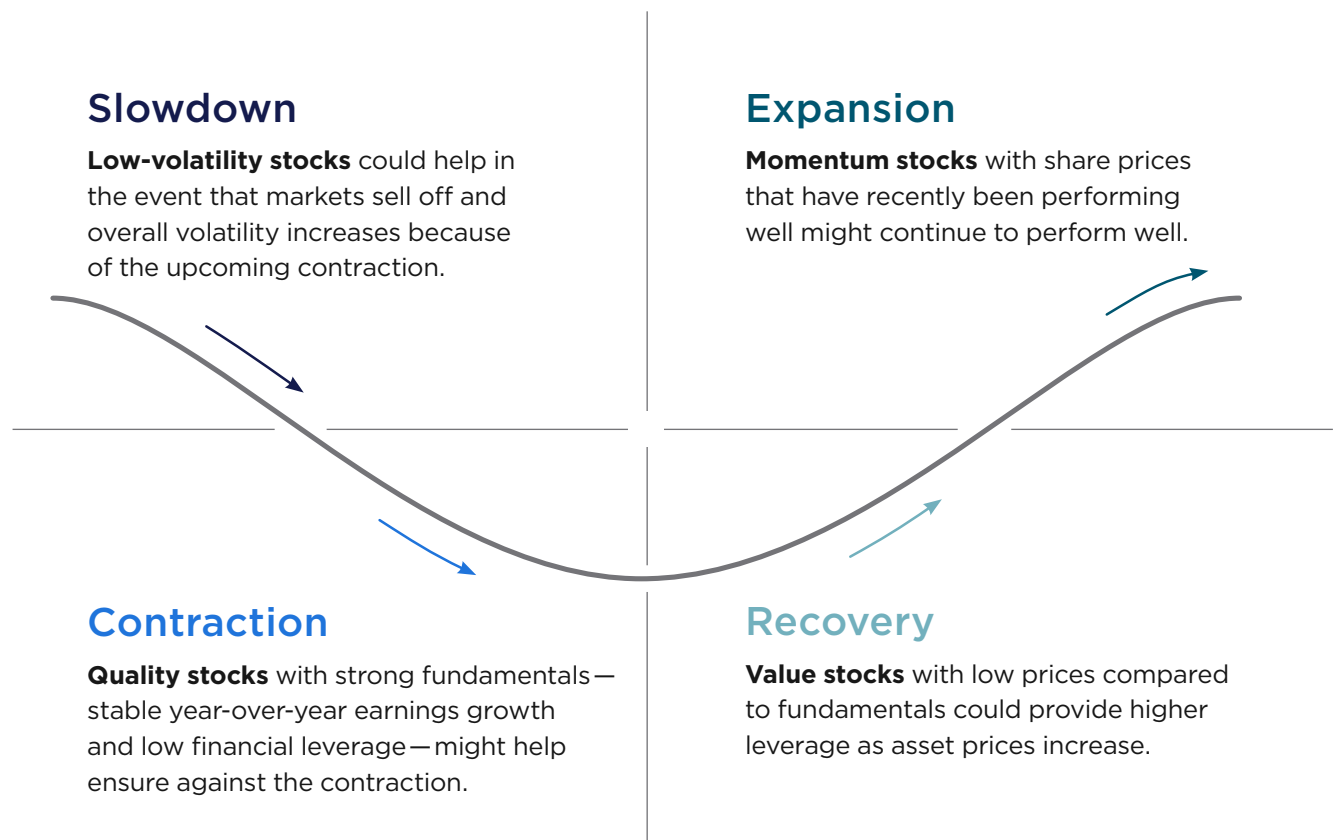 Slowdown
Low-volatility stocks could help in
the event that markets sell off and
overall volatility increases because
of the upcoming contraction.
Expansion
Momentum stocks with share prices
that have recently been performing
well might continue to perform well.
Contraction
Quality stocks with strong fundamentals—
stable year-over-year earnings growth
and low financial leverage—might help
ensure against the contraction.
Recovery
Value stocks with low prices compared
to fundamentals could provide higher
leverage as asset prices increase.